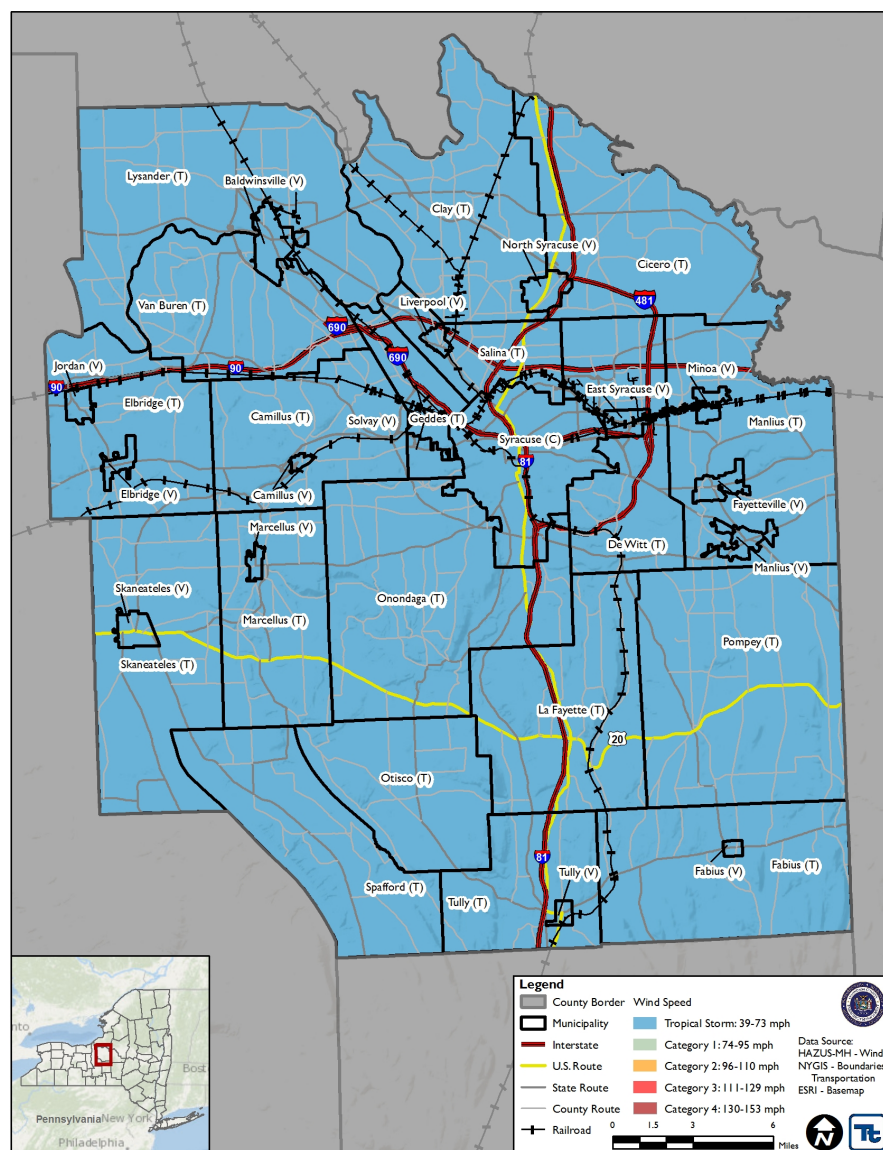 Lysander (T)
Baldwinsville (V)
Clay (T)
North Syracuse (V)
Cicero (T)
Van Buren (T)
Liverpool (V)
481
690
690
Salina (T)
Jordan (V)
90
90
East Syracuse (V)
Minoa (V)
Elbridge (T)
Camillus (T)
Solvay (V)
Geddes (T)
Manlius (T)
Syracuse (C)
81
Elbridge (V)
Camillus (V)
Fayetteville (V)
Marcellus (V)
De Witt (T)
Manlius (V)
Skaneateles (V)
Onondaga (T)
Marcellus (T)
Pompey (T)
Skaneateles (T)
La Fayette (T)
20
Otisco (T)
81
Tully (V)
Fabius (V)
Fabius (T)
Spafford (T)
Tully (T)
Legend
County Border
Municipality
Interstate
U.S. Route
State Route
County Route
Railroad
Wind Speed
Tropical Storm: 39-73 mph
Category 1: 74-95 mph
Category 2: 96-110 mph
Category 3: 111-129 mph
Category 4: 130-153 mph
Data Source:
HAZUS-MH - Wind
NYGIS - Boundaries
Transportation
ESRI - Basemap
0 1.5 3 6
Miles
N
Tt
nto
Bost
Pennsylvania
New York
Philadelphia